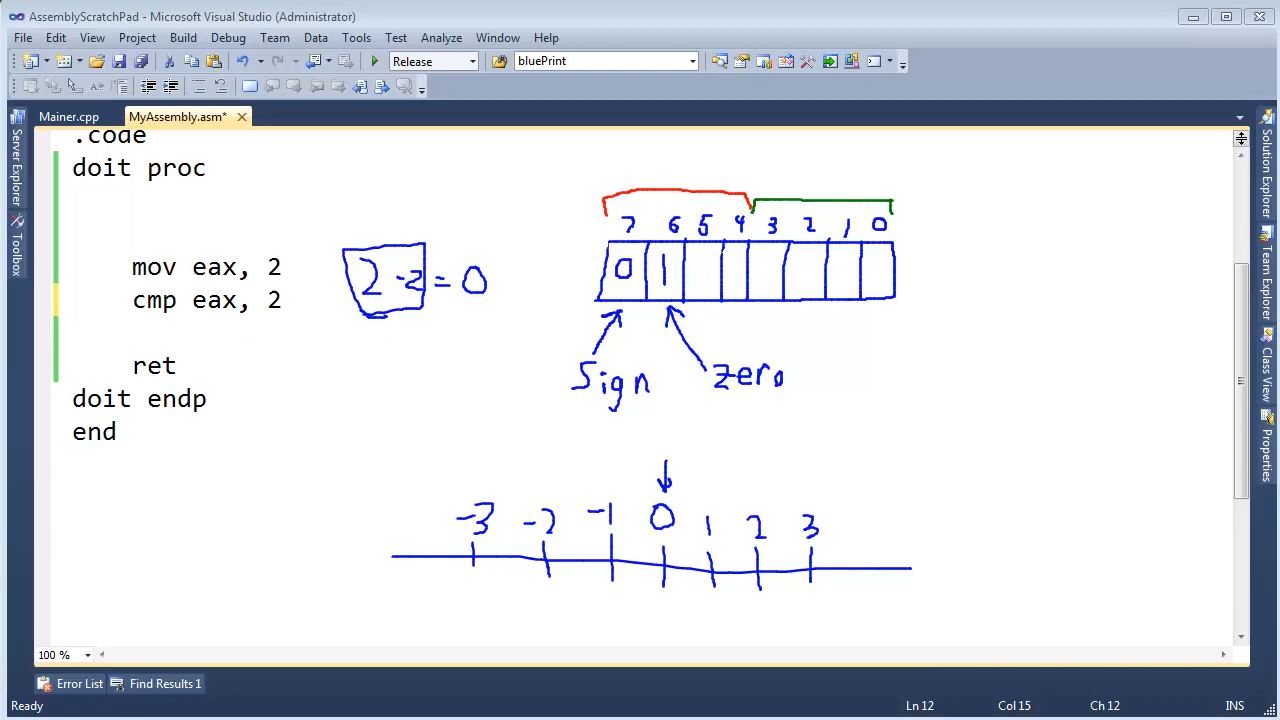 AssemblyScratchPad - Microsoft Visual Studio (Administrator)
File Edit View Project Build Debug Team Data Tools Test Analyze Window Help
Release bluePrint
Mainer.cpp MyAssembly.asm*
Server Explorer
Toolbox
Solution Explorer
Team Explorer
Class View
Properties
.code
doit proc
mov eax, 2
cmp eax, 2
ret
doit endp
end
2 -2 = 0
7 6 5 4 3 2 1 0
0 1
Sign Zero
-3 -2 -1 0 1 2 3
100 %
Error List Find Results 1
Ready Ln 12 Col 15 Ch 12 INS